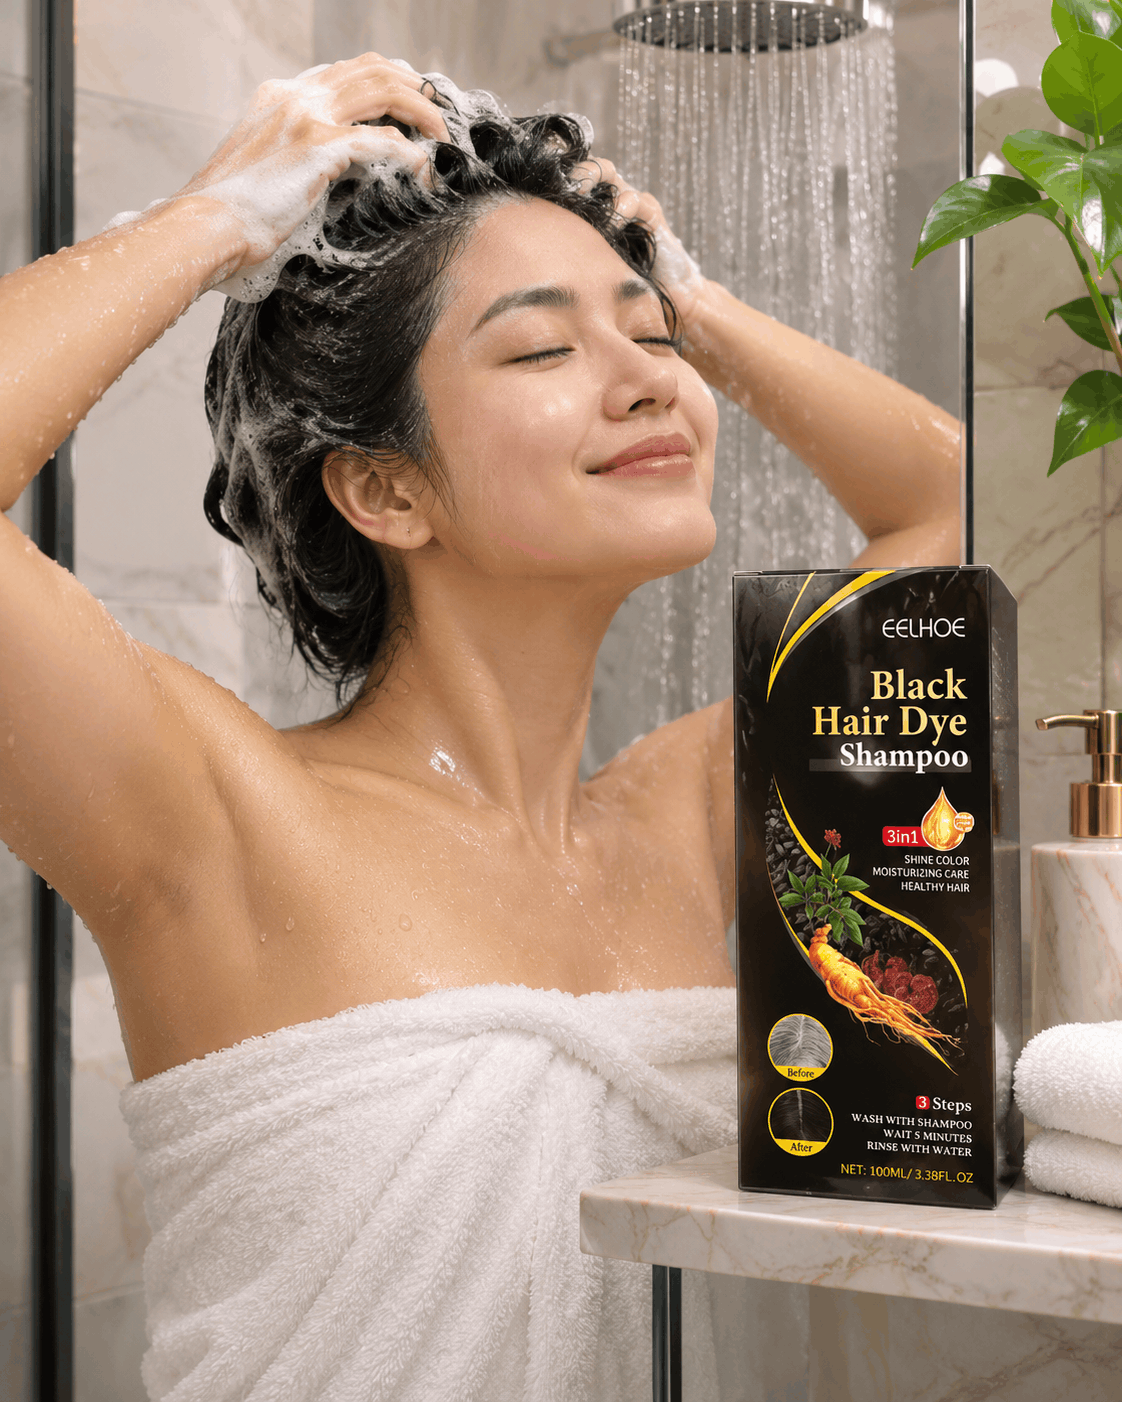 EELHOE
Black
Hair Dye
Shampoo
3in1
SHINE COLOR
MOISTURIZING CARE
HEALTHY HAIR
Before
After
3 Steps
WASH WITH SHAMPOO
WAIT 5 MINUTES
RINSE WITH WATER
NET: 100ML/ 3.38FL.OZ